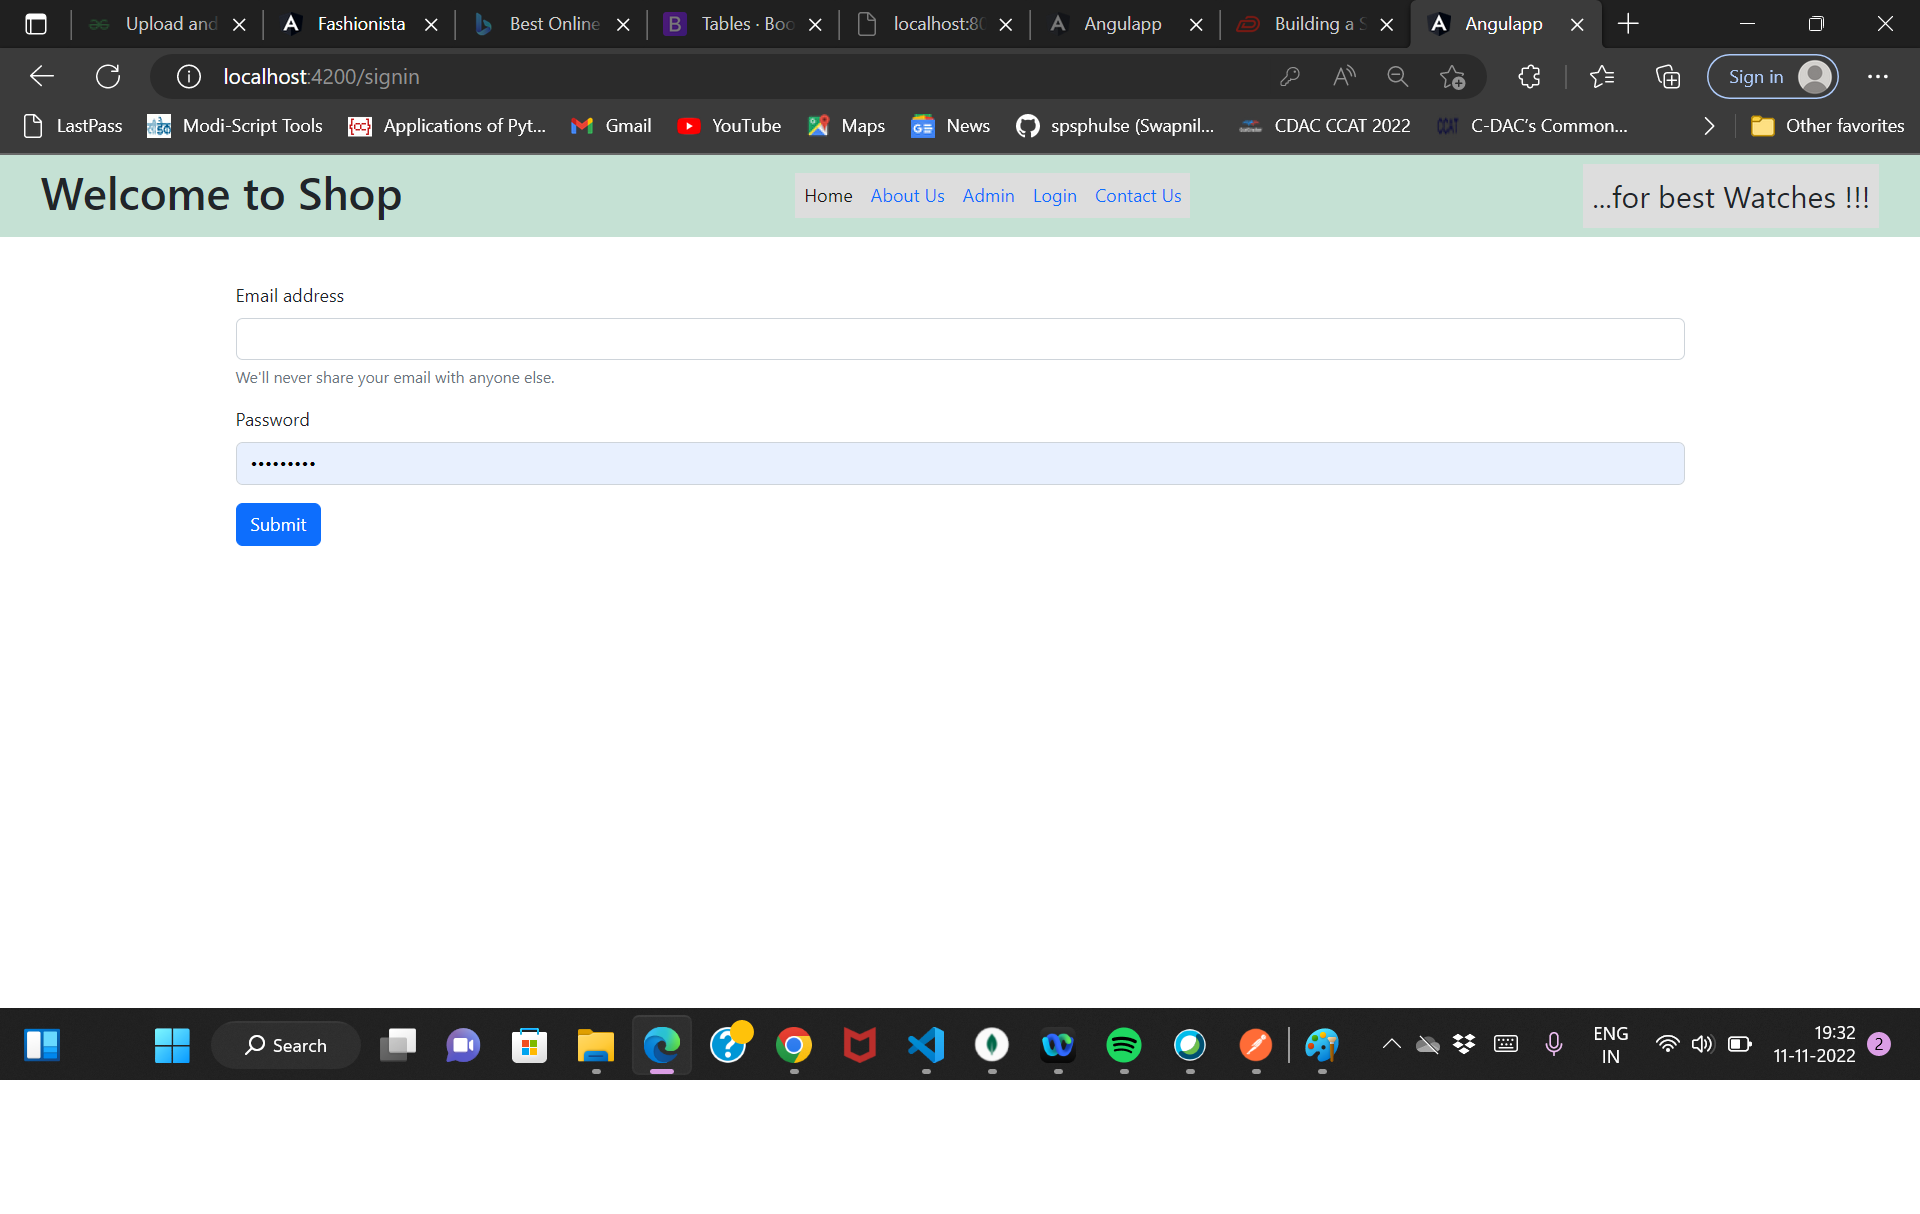 Upload and
Fashionista
Best Online
Tables · Boo
localhost:80
Angulapp
Building a S
Angulapp
localhost:4200/signin
Sign in
LastPass
Modi-Script Tools
Applications of Pyt...
Gmail
YouTube
Maps
News
spsphulse (Swapnil...
CDAC CCAT 2022
C-DAC's Common...
Other favorites
Welcome to Shop
Home About Us Admin Login Contact Us
...for best Watches !!!
Email address
We'll never share your email with anyone else.
Password
•••••••••
Submit
Search
ENG
IN
19:32
11-11-2022
2